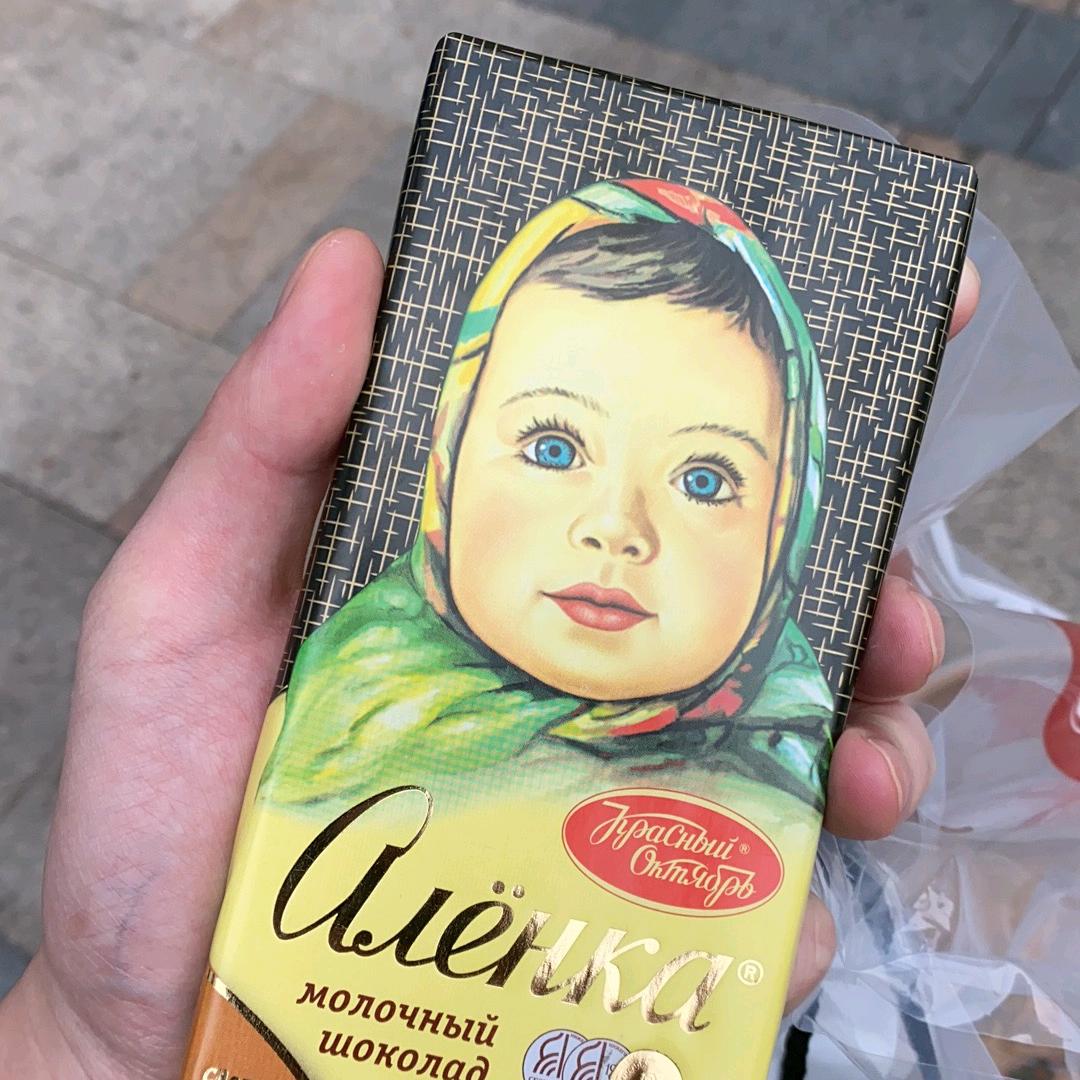 Красный®
Октябрь
Алёнка®
молочный
шоколад